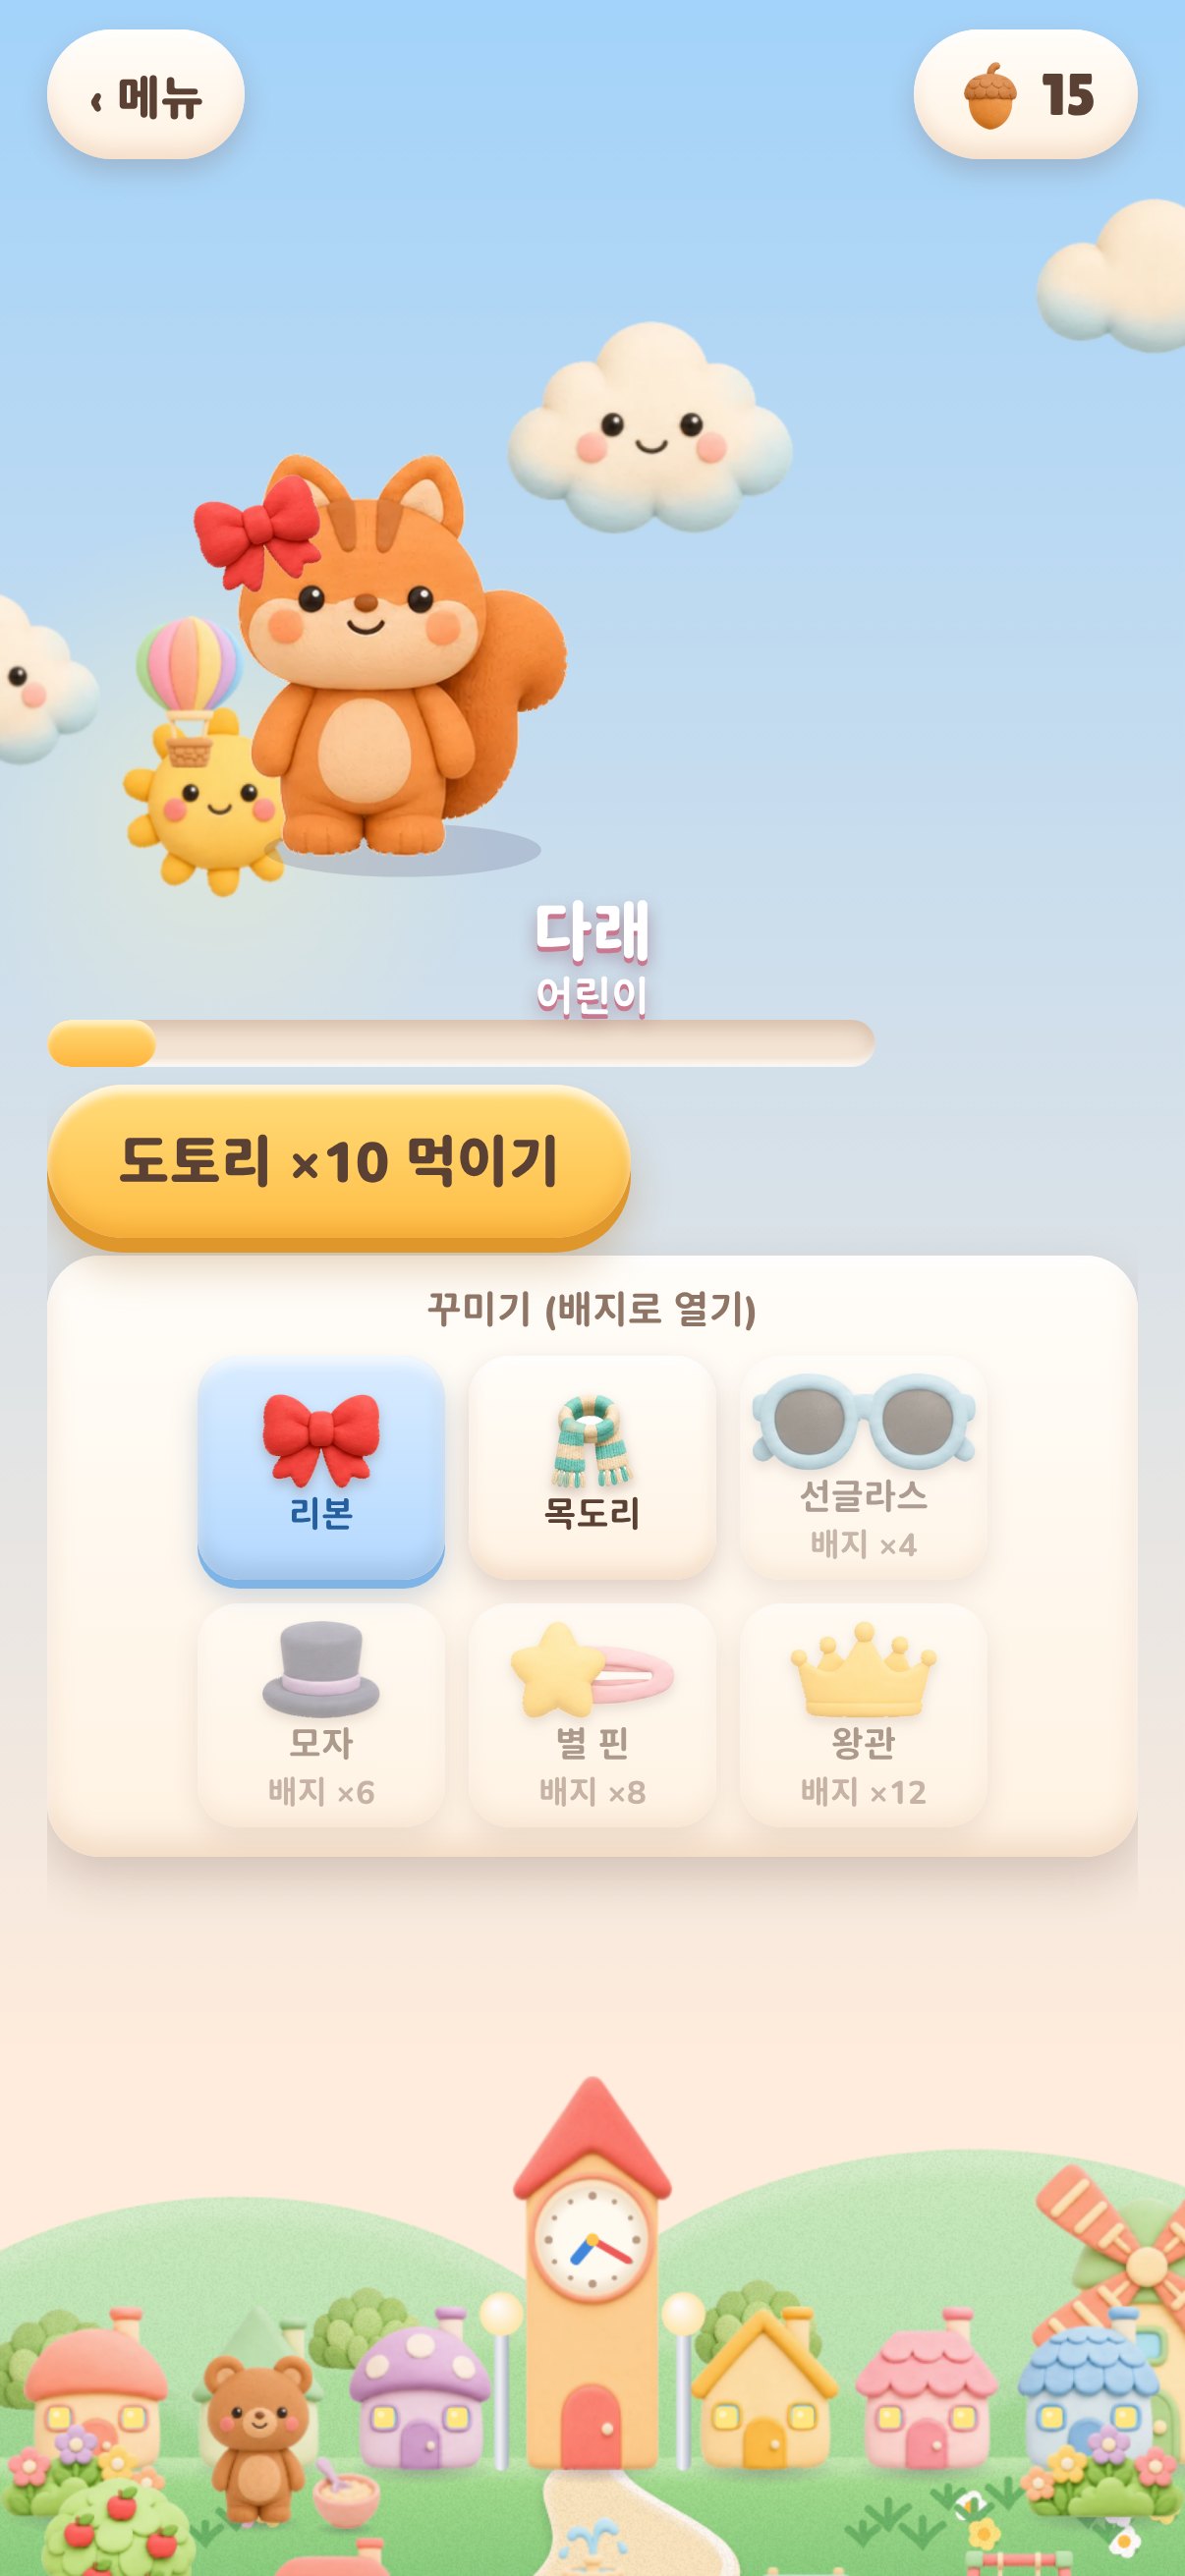 ‹ 메뉴
15
다래
어린이
도토리 ×10 먹이기
꾸미기 (배지로 열기)
리본
목도리
선글라스
배지 ×4
모자
배지 ×6
별 핀
배지 ×8
왕관
배지 ×12